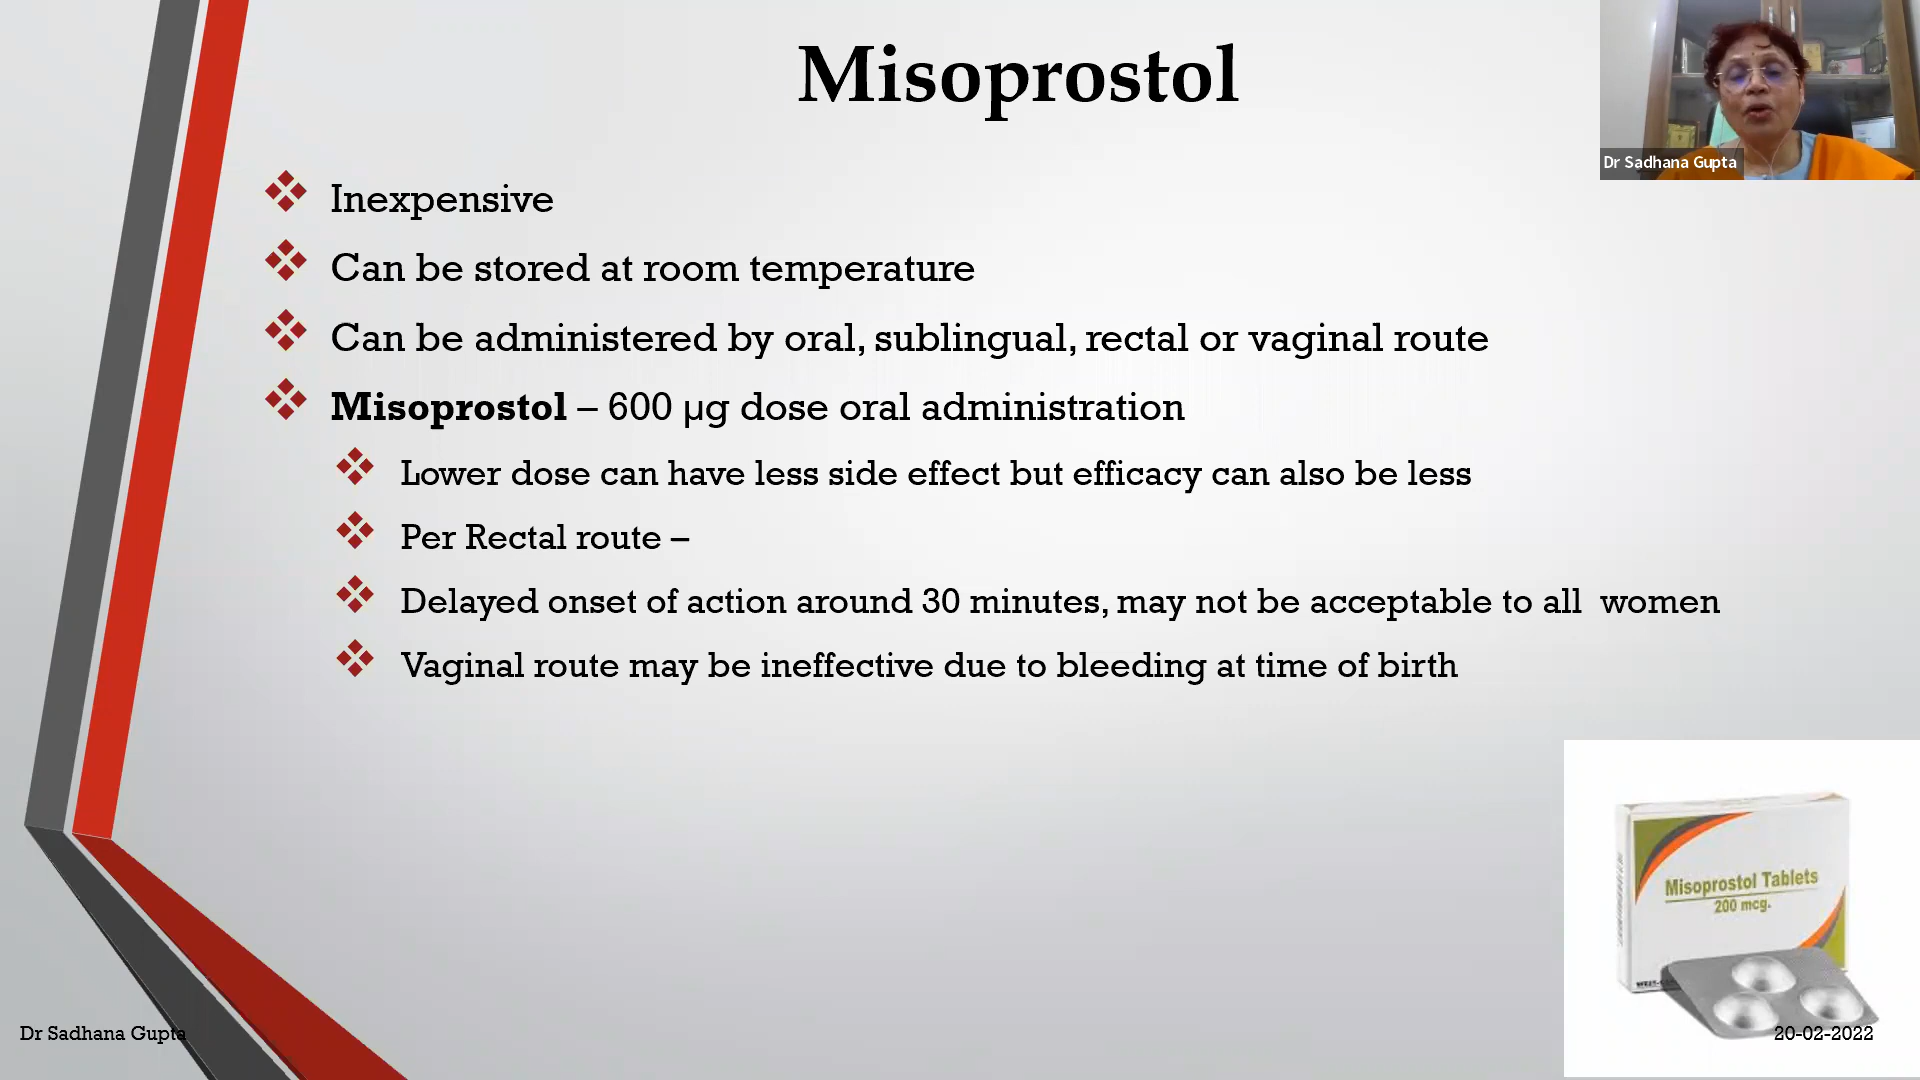 Misoprostol
Dr Sadhana Gupta
Inexpensive
Can be stored at room temperature
Can be administered by oral, sublingual, rectal or vaginal route
Misoprostol – 600 µg dose oral administration
Lower dose can have less side effect but efficacy can also be less
Per Rectal route –
Delayed onset of action around 30 minutes, may not be acceptable to all women
Vaginal route may be ineffective due to bleeding at time of birth
Misoprostol Tablets
200 mcg.
Dr Sadhana Gupta
20-02-2022